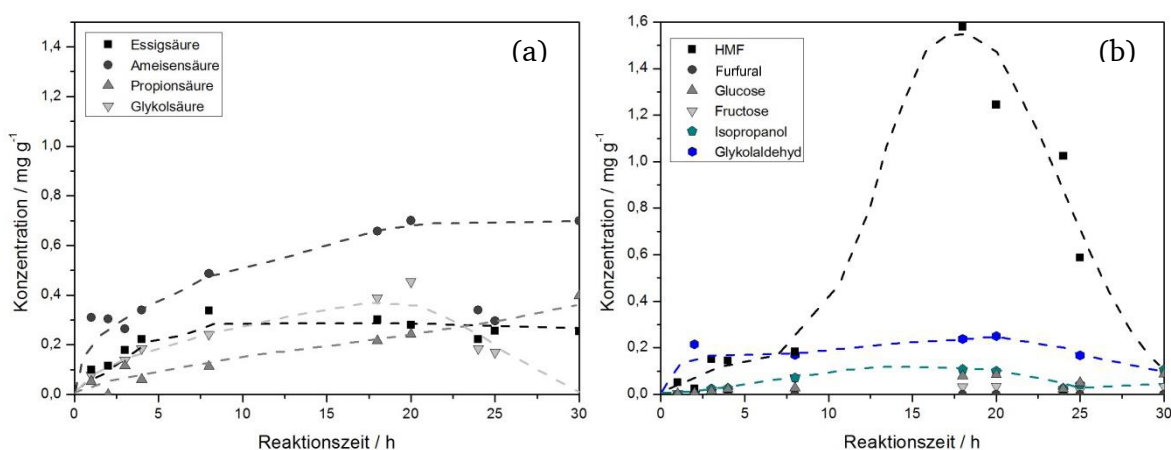 (a)
Essigsäure
Ameisensäure
Propionsäure
Glykolsäure
Konzentration / mg g⁻¹
1,4
1,2
1,0
0,8
0,6
0,4
0,2
0,0
0 5 10 15 20 25 30
Reaktionszeit / h
(b)
HMF
Furfural
Glucose
Fructose
Isopropanol
Glykolaldehyd
Konzentration / mg g⁻¹
1,6
1,4
1,2
1,0
0,8
0,6
0,4
0,2
0,0
0 5 10 15 20 25 30
Reaktionszeit / h